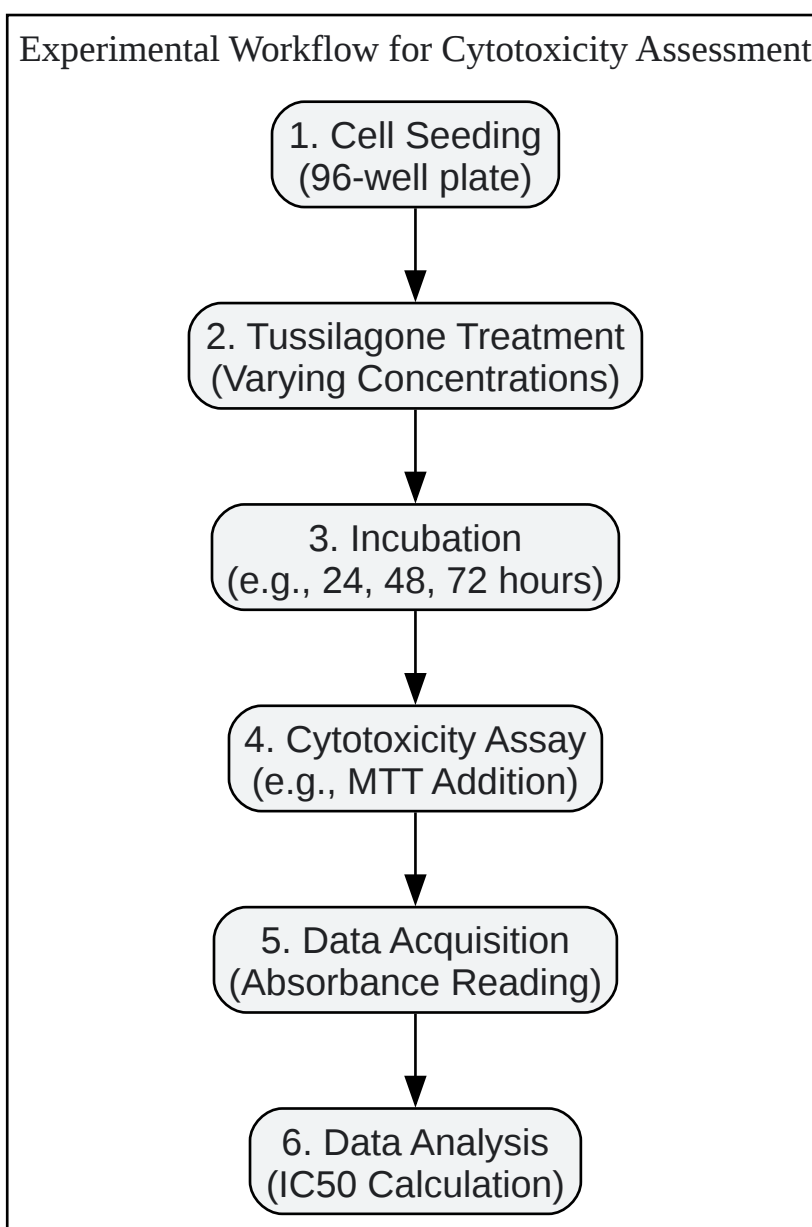 Experimental Workflow for Cytotoxicity Assessment
1. Cell Seeding
(96-well plate)
2. Tussilagone Treatment
(Varying Concentrations)
3. Incubation
(e.g., 24, 48, 72 hours)
4. Cytotoxicity Assay
(e.g., MTT Addition)
5. Data Acquisition
(Absorbance Reading)
6. Data Analysis
(IC50 Calculation)